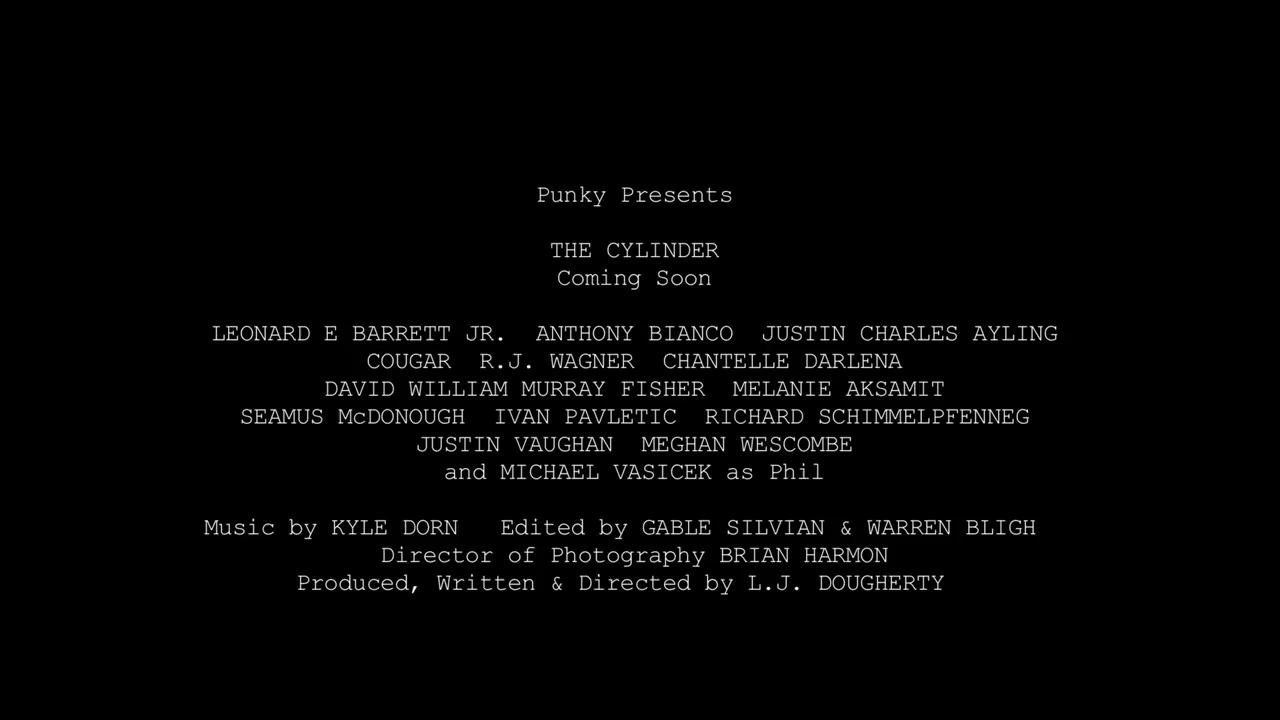 Punky Presents
THE CYLINDER
Coming Soon
LEONARD E BARRETT JR. ANTHONY BIANCO JUSTIN CHARLES AYLING
COUGAR R.J. WAGNER CHANTELLE DARLENA
DAVID WILLIAM MURRAY FISHER MELANIE AKSAMIT
SEAMUS McDONOUGH IVAN PAVLETIC RICHARD SCHIMMELPFENNEG
JUSTIN VAUGHAN MEGHAN WESCOMBE
and MICHAEL VASICEK as Phil
Music by KYLE DORN Edited by GABLE SILVIAN & WARREN BLIGH
Director of Photography BRIAN HARMON
Produced, Written & Directed by L.J. DOUGHERTY